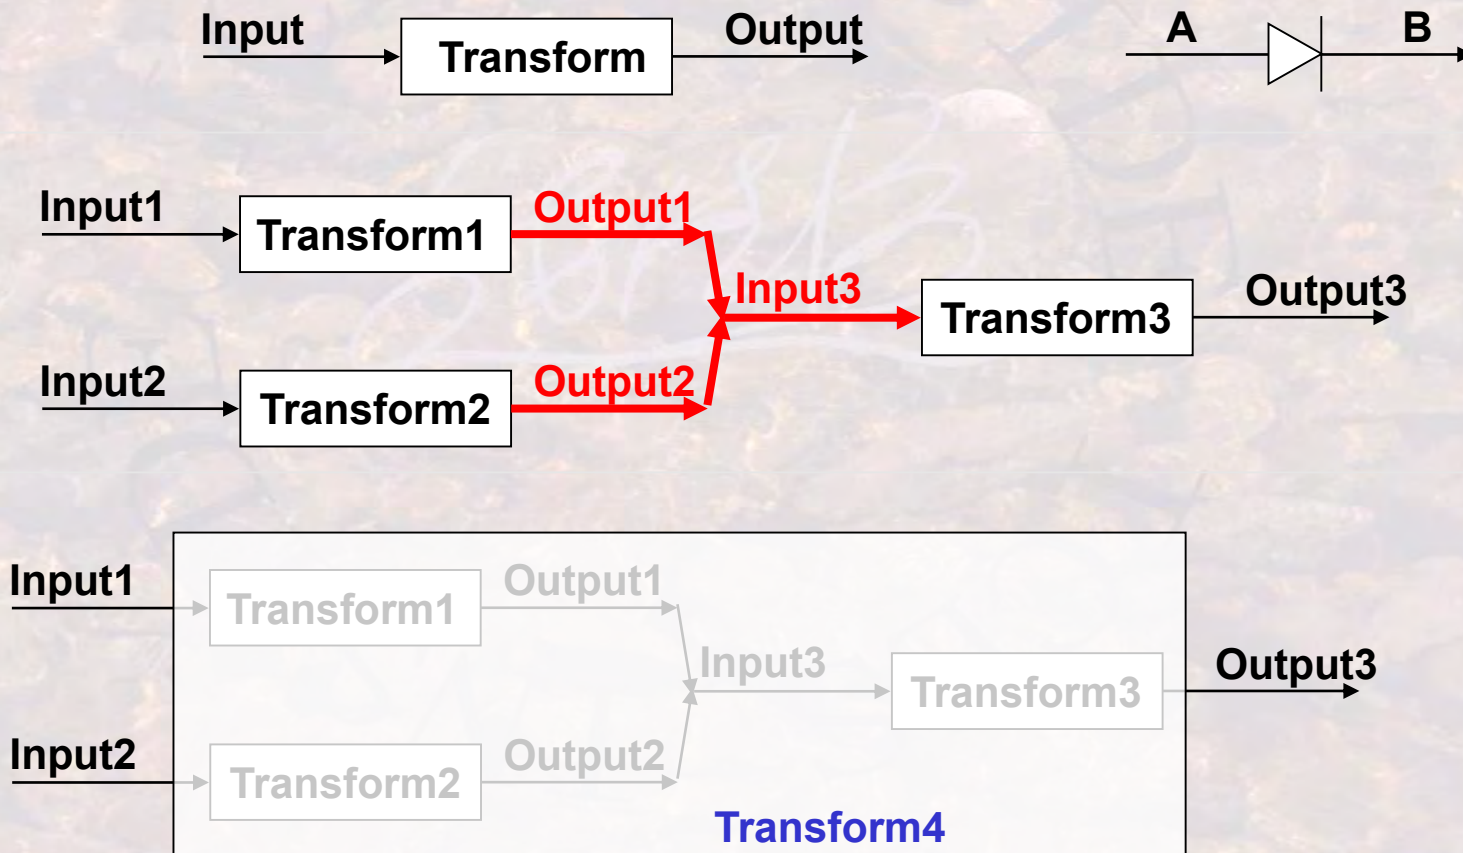 Input Transform Output A B
Input1 Transform1 Output1
Input3 Transform3 Output3
Input2 Transform2 Output2
Input1 Transform1 Output1
Input3 Transform3 Output3
Input2 Transform2 Output2
Transform4